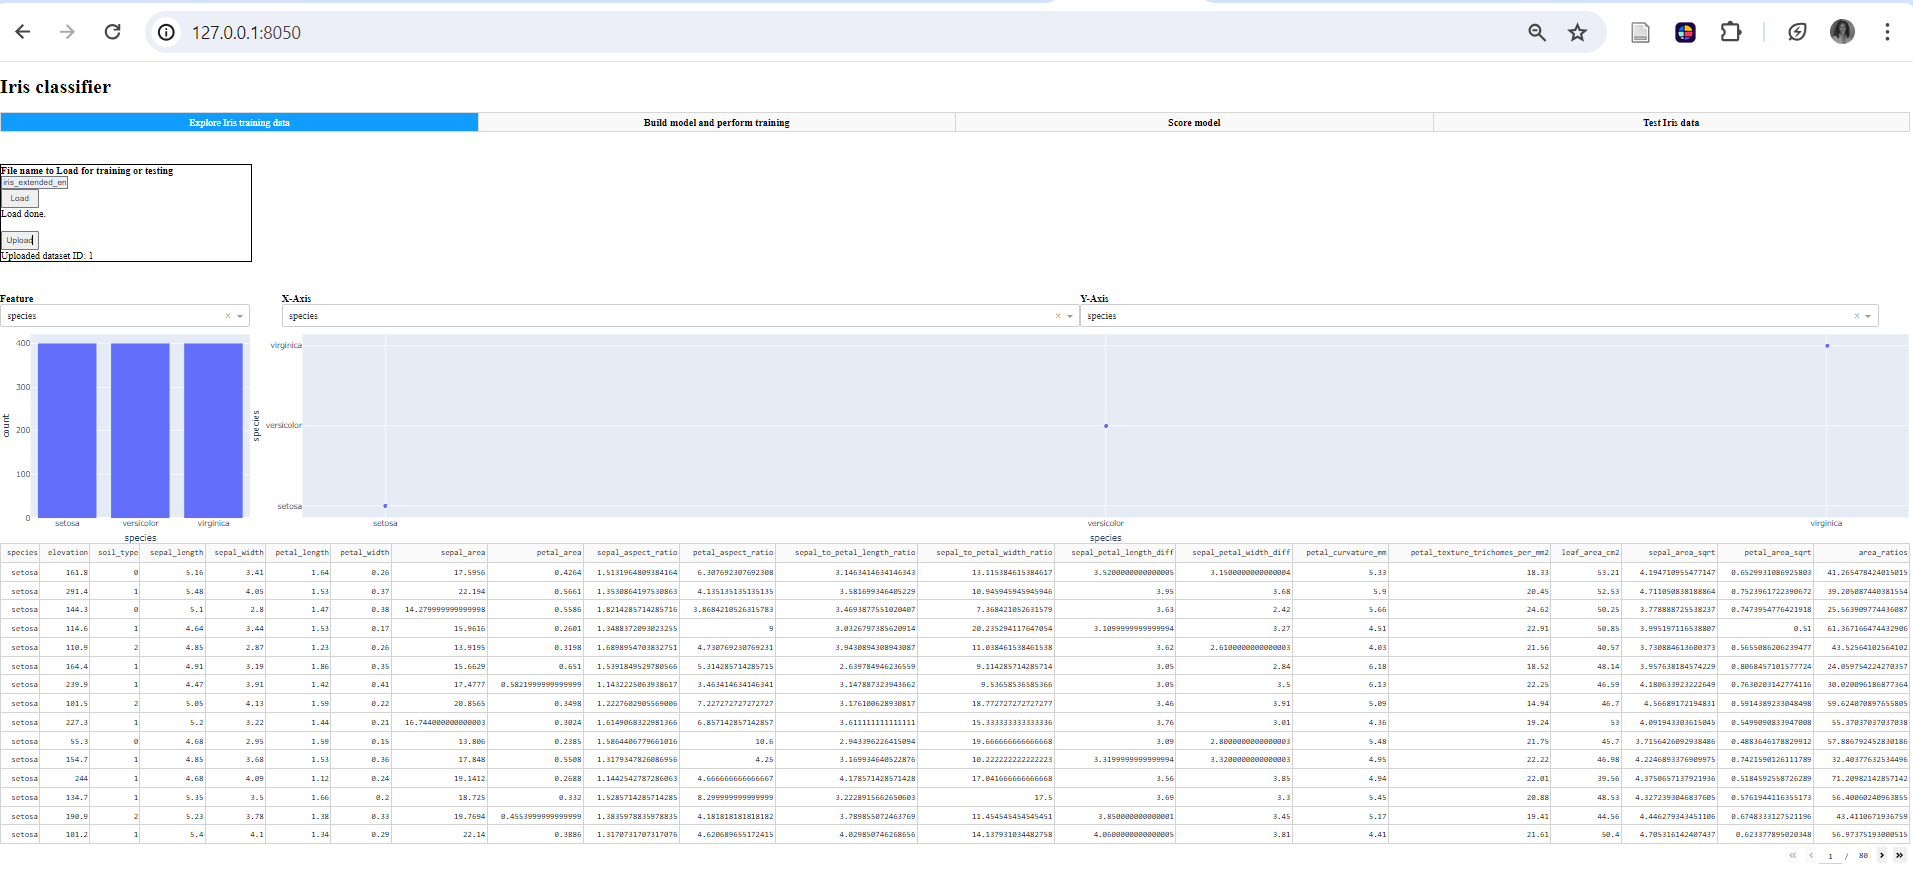 127.0.0.1:8050
Iris classifier
Explore Iris training data Build model and perform training Score model Test Iris data
File name to Load for training or testing
iris_extended_en
Load
Load done.
Upload
Uploaded dataset ID: 1
Feature X-Axis Y-Axis
species × species × species ×
400
300
200
100
0
count
setosa versicolor virginica
species
virginica
versicolor
setosa
species
setosa versicolor virginica
species
species elevation soil_type sepal_length sepal_width petal_length petal_width sepal_area petal_area sepal_aspect_ratio petal_aspect_ratio sepal_to_petal_length_ratio sepal_to_petal_width_ratio sepal_petal_length_diff sepal_petal_width_diff petal_curvature_mm petal_texture_trichomes_per_mm2 leaf_area_cm2 sepal_area_sqrt petal_area_sqrt area_ratios
setosa 161.8 0 5.16 3.41 1.64 0.26 17.5956 0.4264 1.5131964809384164 6.307692307692308 3.1463414634146343 13.115384615384617 3.5200000000000005 3.1500000000000004 5.33 18.33 53.21 4.194710955477147 0.6529931086925803 41.265478424015015
setosa 291.4 1 5.48 4.05 1.53 0.37 22.194 0.5661 1.3530864197530863 4.135135135135135 3.581699346405229 10.945945945945946 3.95 3.68 5.9 20.45 52.53 4.711050838188864 0.7523961722390672 39.205087440381554
setosa 144.3 0 5.1 2.8 1.47 0.38 14.279999999999998 0.5586 1.8214285714285716 3.8684210526315783 3.4693877551020407 7.368421052631579 3.63 2.42 5.66 24.62 50.25 3.778888725538237 0.7473954776421918 25.563909774436087
setosa 114.6 1 4.64 3.44 1.53 0.17 15.9616 0.2601 1.3488372093023255 9 3.0326797385620914 20.235294117647054 3.1099999999999994 3.27 4.51 22.91 50.85 3.995197116538807 0.51 61.367166474432906
setosa 110.9 2 4.85 2.87 1.23 0.26 13.9195 0.3198 1.6898954703832751 4.730769230769231 3.9430894308943087 11.038461538461538 3.62 2.6100000000000003 4.03 21.56 40.57 3.730884613600373 0.5655086206239477 43.52564102564102
setosa 164.4 1 4.91 3.19 1.86 0.35 15.6629 0.651 1.5391849529780566 5.314285714285715 2.639784946236559 9.114285714285714 3.05 2.84 6.18 18.52 48.14 3.957638184574229 0.8068457101577724 24.059754224270357
setosa 239.9 1 4.47 3.91 1.42 0.41 17.4777 0.5821999999999999 1.1432225063938617 3.463414634146341 3.147887323943662 9.53658536585366 3.05 3.5 6.13 22.25 46.59 4.180633923222649 0.7630203142774116 30.020096186877364
setosa 101.5 2 5.05 4.13 1.59 0.22 20.8565 0.3498 1.2227602905569006 7.227272727272727 3.176100628930817 18.772727272727277 3.46 3.91 5.09 14.94 46.7 4.56689172194831 0.5914389233048498 59.624070897655805
setosa 227.3 1 5.2 3.22 1.44 0.21 16.744000000000003 0.3024 1.6149068322981366 6.857142857142857 3.611111111111111 15.333333333333336 3.76 3.01 4.36 19.24 53 4.091943303615045 0.5499090833947008 55.37037037037038
setosa 55.3 0 4.68 2.95 1.59 0.15 13.806 0.2385 1.5864406779661016 10.6 2.943396226415094 19.666666666666668 3.09 2.8000000000000003 5.48 21.75 45.7 3.7156426092938486 0.4883646178829912 57.886792452830186
setosa 154.7 1 4.85 3.68 1.53 0.36 17.848 0.5508 1.3179347826086956 4.25 3.169934640522876 10.222222222222223 3.3199999999999994 3.3200000000000003 4.95 22.22 46.98 4.2246893376909975 0.7421590126111789 32.40377632534496
setosa 244 1 4.68 4.09 1.12 0.24 19.1412 0.2688 1.1442542787286063 4.666666666666667 4.178571428571428 17.041666666666668 3.56 3.85 4.94 22.01 39.56 4.3750657137921936 0.5184592558726289 71.20982142857142
setosa 134.7 1 5.35 3.5 1.66 0.2 18.725 0.332 1.5285714285714285 8.299999999999999 3.2228915662650603 17.5 3.69 3.3 5.45 20.88 48.53 4.3272393046837605 0.5761944116355173 56.40060240963855
setosa 190.9 2 5.23 3.78 1.38 0.33 19.7694 0.4553999999999999 1.3835978835978835 4.181818181818182 3.789855072463769 11.454545454545451 3.850000000000001 3.45 5.17 19.41 44.56 4.446279343451106 0.6748333127521196 43.4110671936759
setosa 101.2 1 5.4 4.1 1.34 0.29 22.14 0.3886 1.3170731707317076 4.620689655172415 4.029850746268656 14.137931034482758 4.0600000000000005 3.81 4.41 21.61 50.4 4.705316142407437 0.623377895020348 56.97375193000515
« ‹ 1 / 80 › »